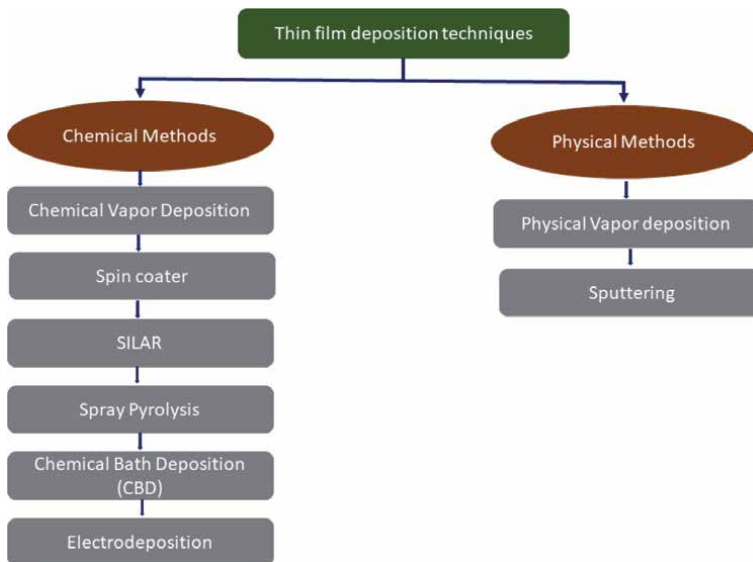 Thin film deposition techniques
Chemical Methods
Physical Methods
Chemical Vapor Deposition
Spin coater
SILAR
Spray Pyrolysis
Chemical Bath Deposition
(CBD)
Electrodeposition
Physical Vapor deposition
Sputtering